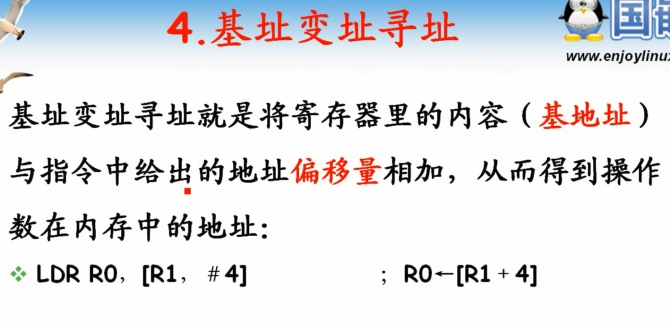 4.基址变址寻址
国嵌
www.enjoylinux
基址变址寻址就是将寄存器里的内容（基地址）
与指令中给出的地址偏移量相加，从而得到操作
数在内存中的地址：
LDR R0，[R1，#4] ；R0←[R1+4]